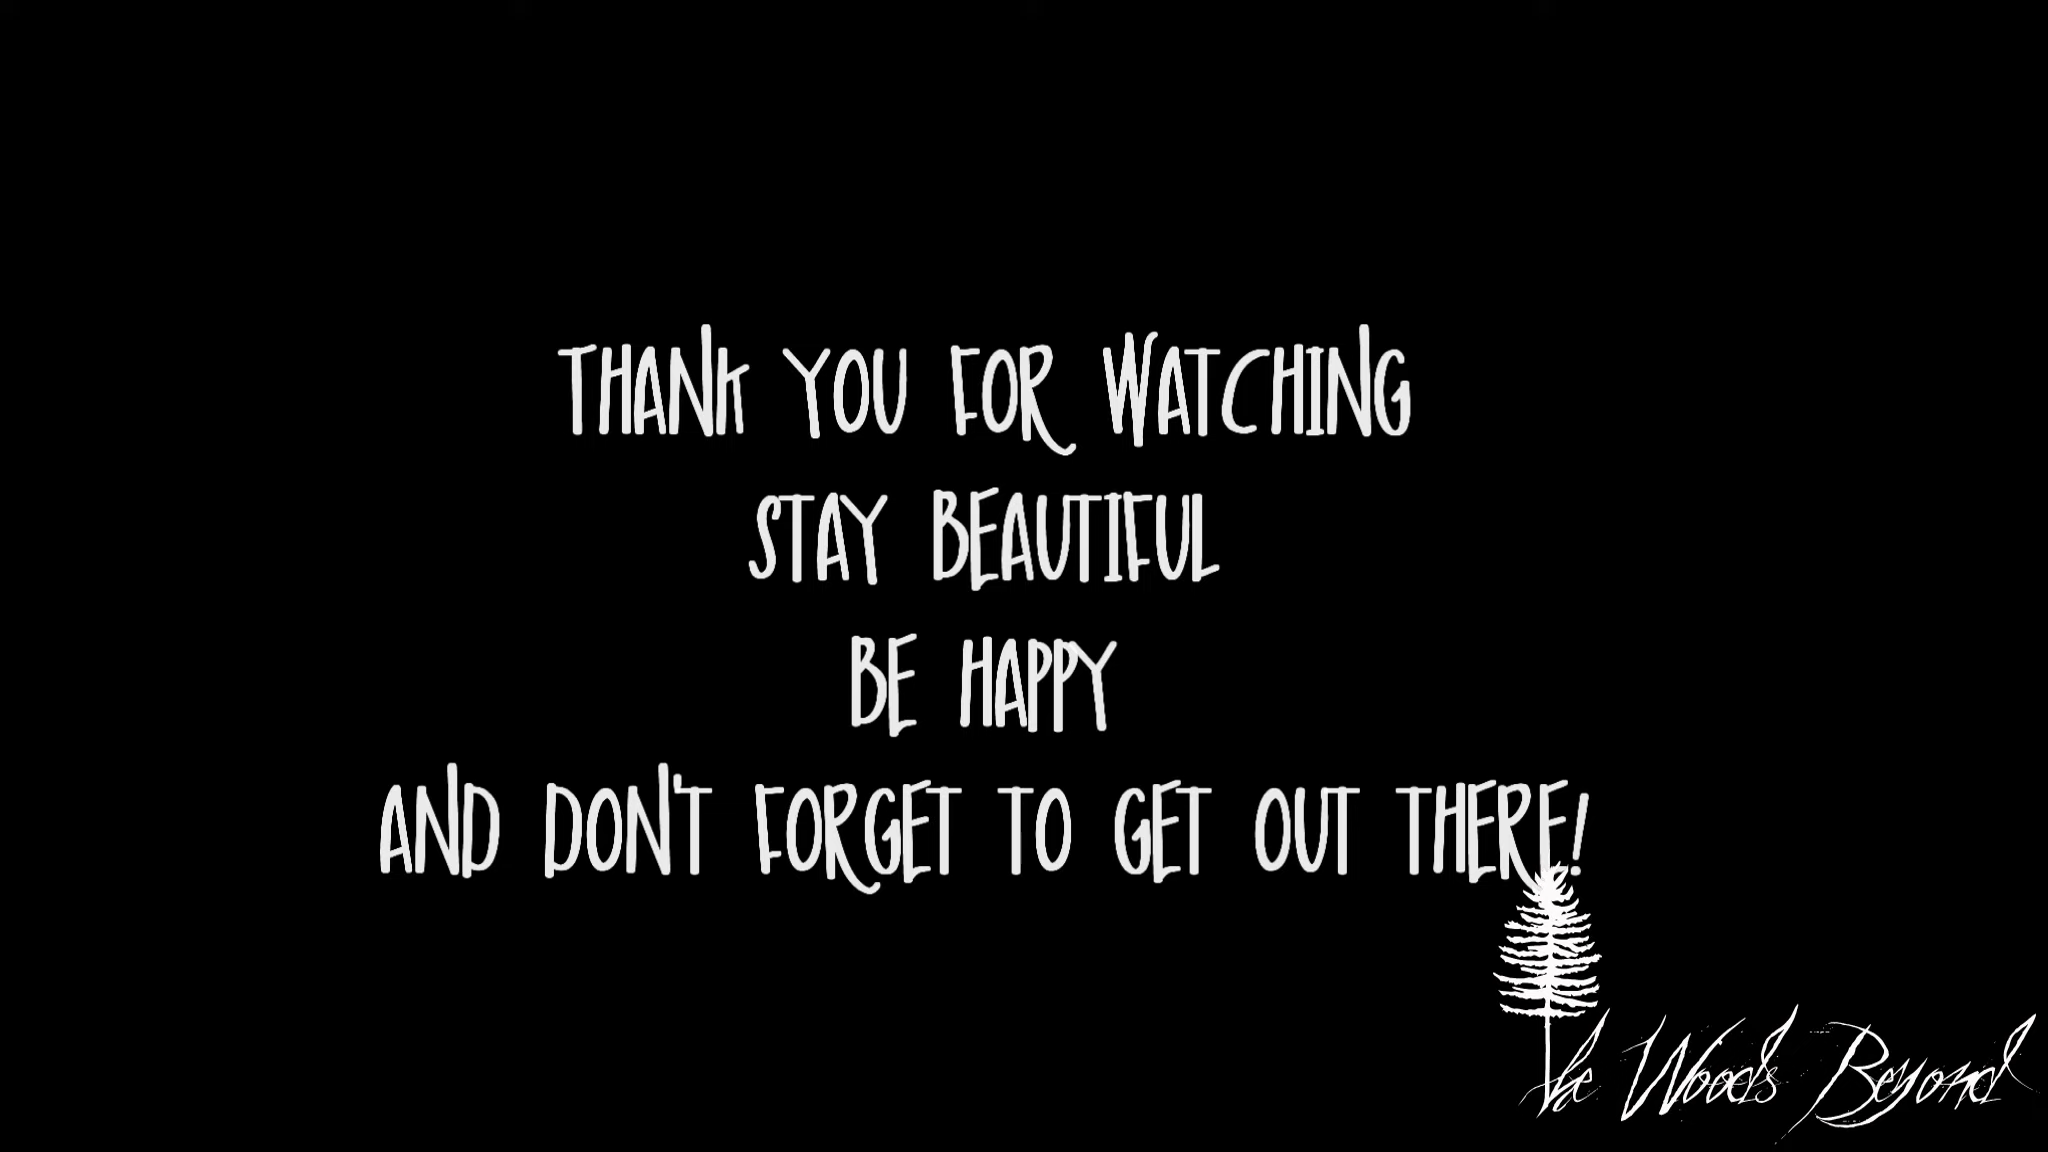 THANK YOU FOR WATCHING
STAY BEAUTIFUL
BE HAPPY
AND DON'T FORGET TO GET OUT THERE!
The Woods Beyond